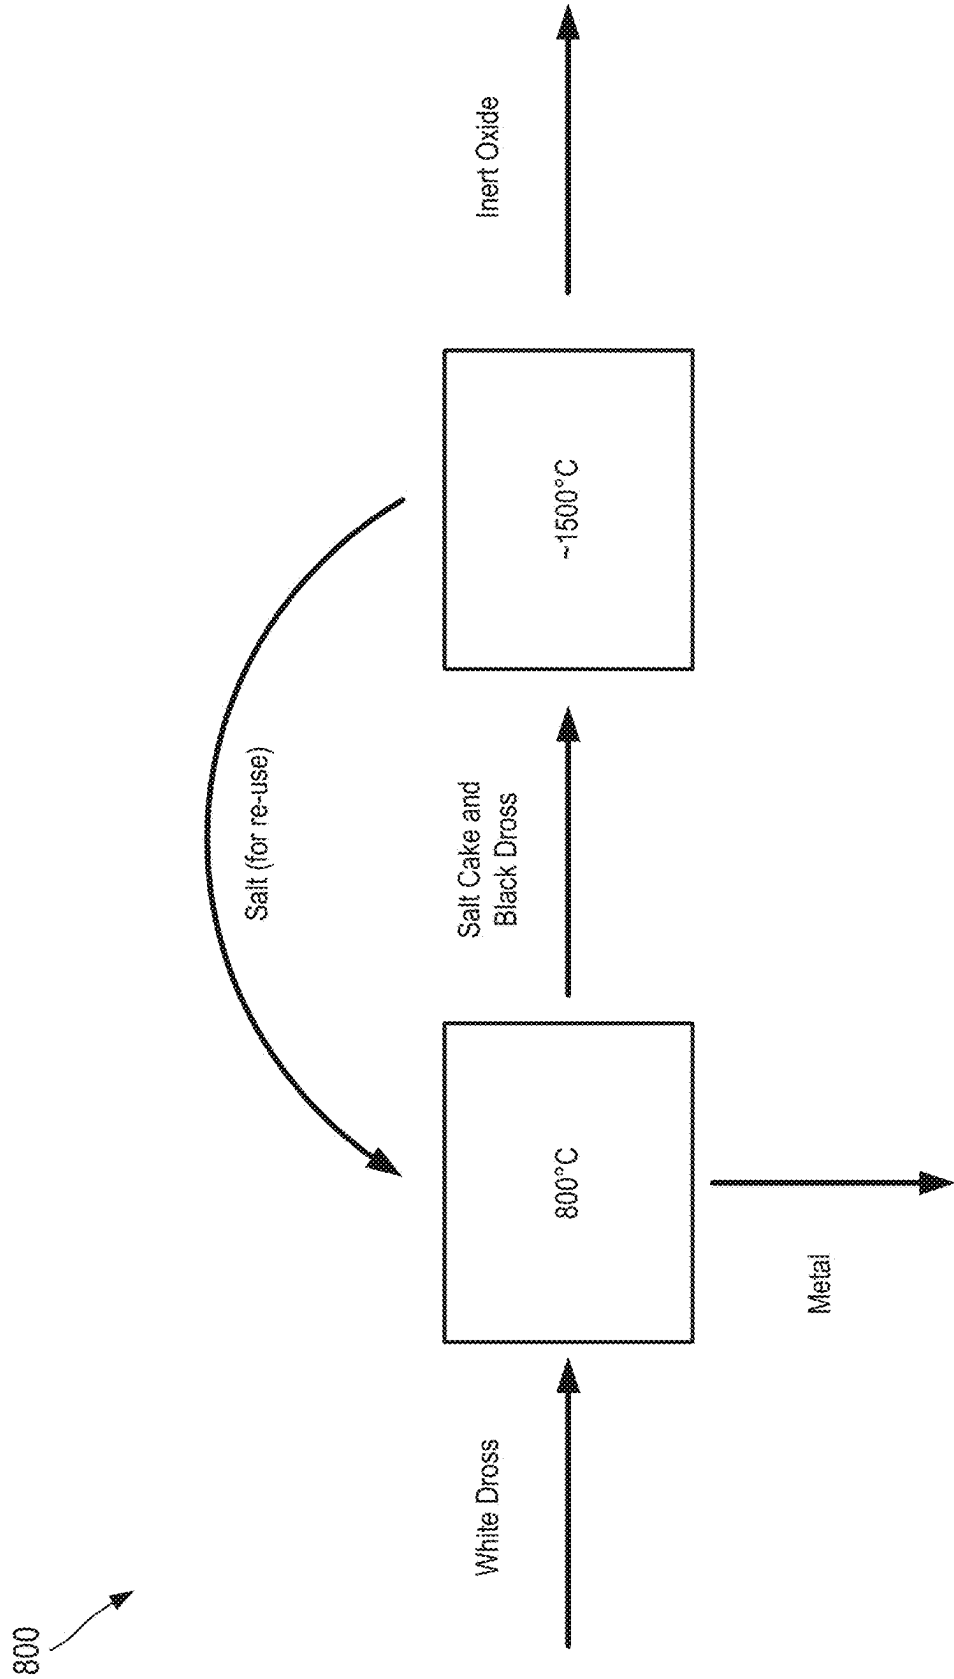 800
Salt (for re-use)
White Dross
Salt Cake and
Black Dross
Inert Oxide
800°C
~1500°C
Metal